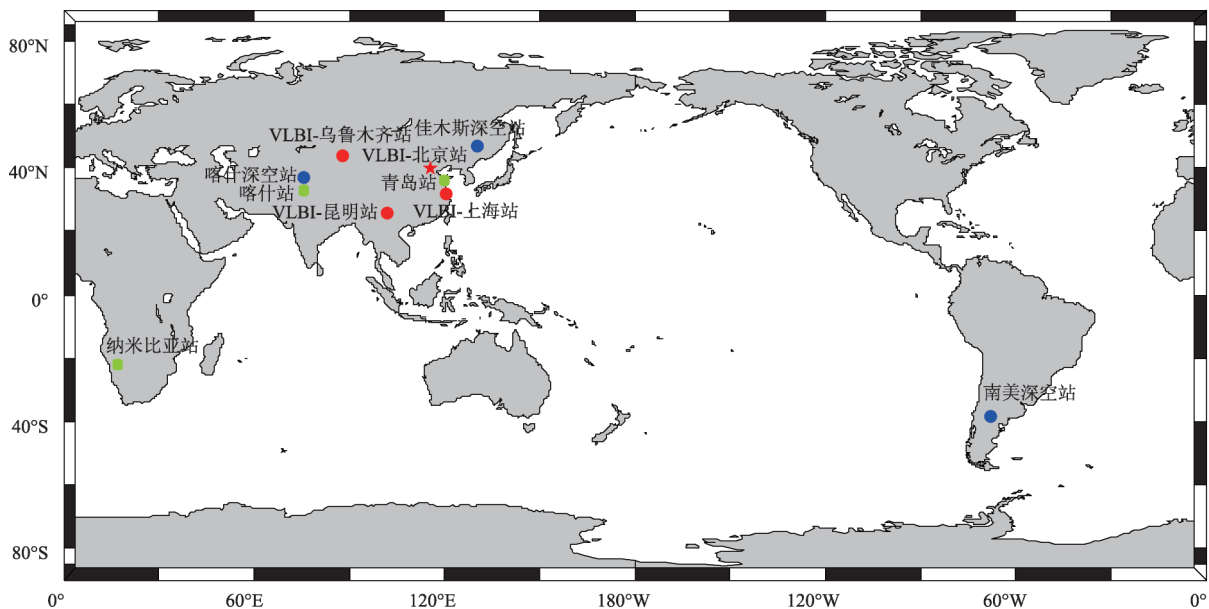 80°N
VLBI-乌鲁木齐站
佳木斯深空站
VLBI-北京站
40°N
喀什深空站
青岛站
喀什站
VLBI-昆明站
VLBI-上海站
0°
纳米比亚站
南美深空站
40°S
80°S
0°
60°E
120°E
180°W
120°W
60°W
0°